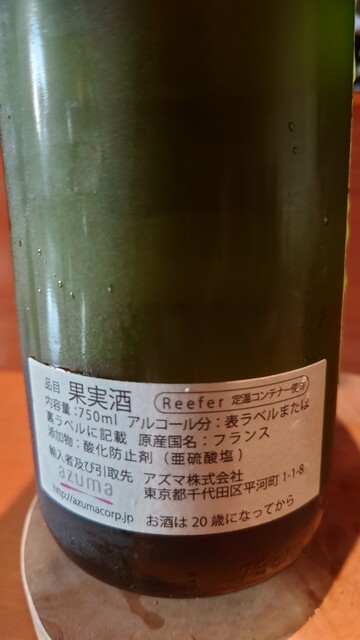 品目 果実酒 Reefer 定温コンテナー使用
内容量:750ml アルコール分:表ラベルまたは
裏ラベルに記載 原産国名:フランス
添加物:酸化防止剤(亜硫酸塩)
輸入者及び引取先 アズマ株式会社
azuma 東京都千代田区平河町1-1-8
http://azumacorp.jp お酒は20歳になってから